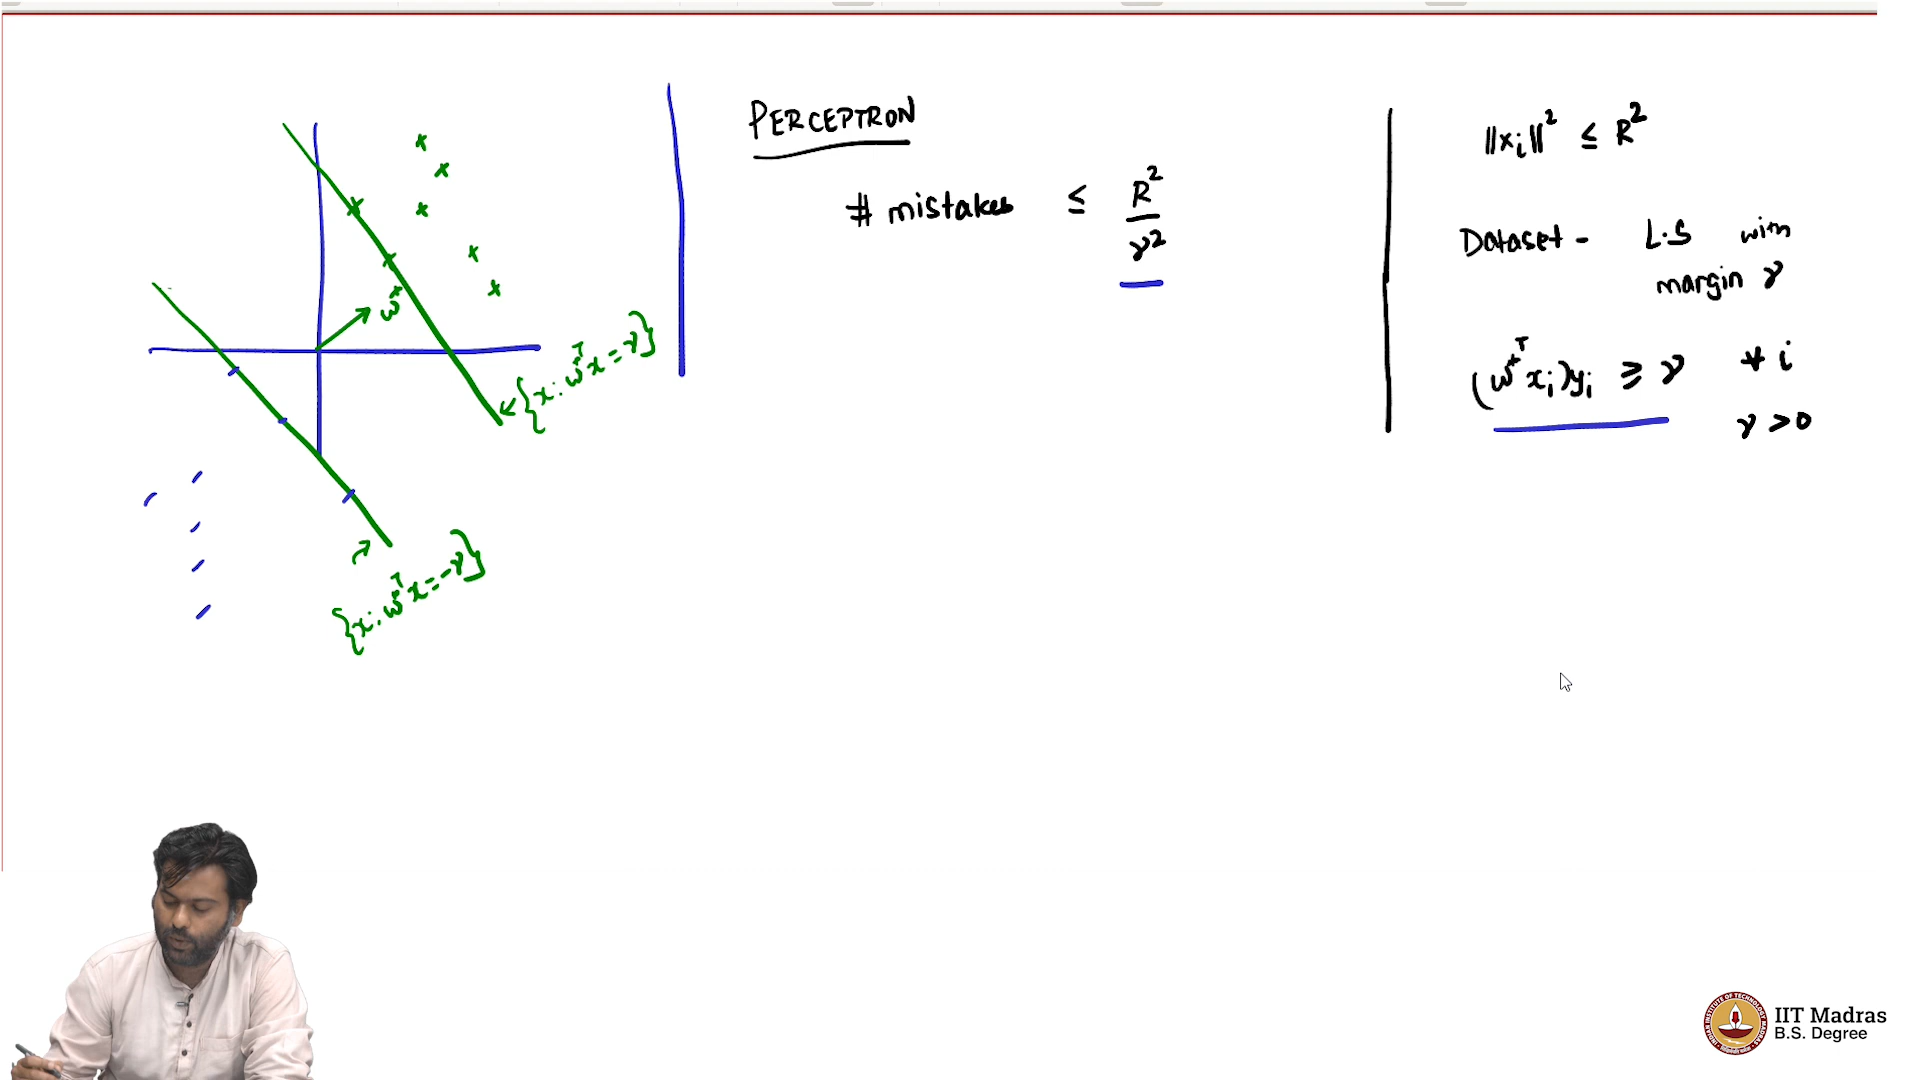 w*
{x: w*ᵀx = γ}
{x: w*ᵀx = -γ}
PERCEPTRON
# mistakes ≤ R²/γ²
‖xᵢ‖² ≤ R²
Dataset - L.S with
margin γ
(w*ᵀxᵢ)yᵢ ≥ γ ∀ i
γ > 0
IIT Madras
B.S. Degree